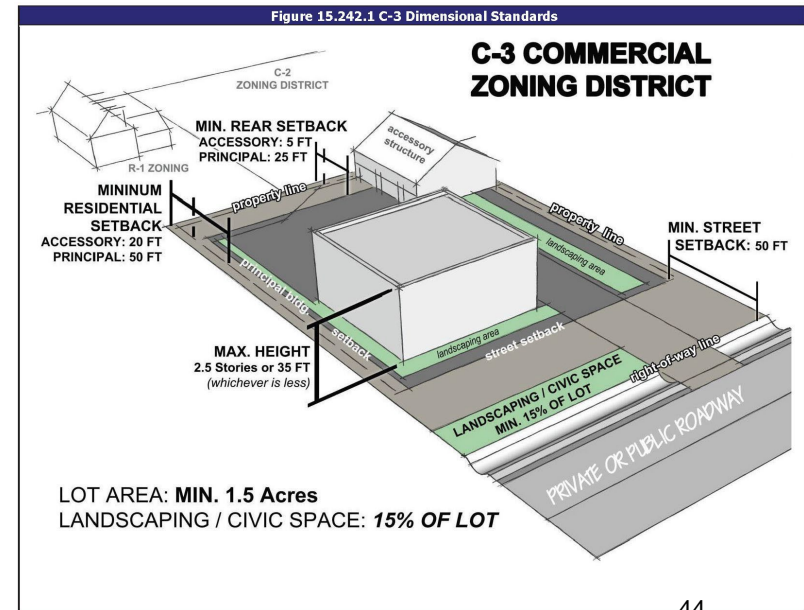 Figure 15.242.1 C-3 Dimensional Standards
C-3 COMMERCIAL
ZONING DISTRICT
C-2
ZONING DISTRICT
R-1 ZONING
MIN. REAR SETBACK
ACCESSORY: 5 FT
PRINCIPAL: 25 FT
accessory
structure
MININUM
RESIDENTIAL
SETBACK
ACCESSORY: 20 FT
PRINCIPAL: 50 FT
property line
property line
MIN. STREET
SETBACK: 50 FT
landscaping area
principal bldg.
setback
landscaping area
street setback
MAX. HEIGHT
2.5 Stories or 35 FT
(whichever is less)
right-of-way line
LANDSCAPING / CIVIC SPACE
MIN. 15% OF LOT
PRIVATE OR PUBLIC ROADWAY
LOT AREA: MIN. 1.5 Acres
LANDSCAPING / CIVIC SPACE: 15% OF LOT
44